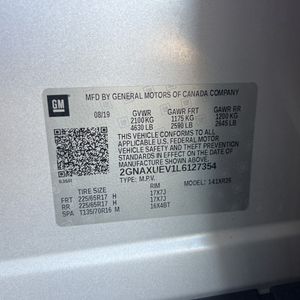 GM
MFD BY GENERAL MOTORS OF CANADA COMPANY
08/19 GVWR GAWR FRT GAWR RR
2100 KG 1175 KG 1200 KG
4630 LB 2590 LB 2645 LB
THIS VEHICLE CONFORMS TO ALL
APPLICABLE U.S. FEDERAL MOTOR
VEHICLE SAFETY, BUMPER, AND
THEFT PREVENTION STANDARDS
IN EFFECT ON THE DATE OF
MANUFACTURE SHOWN ABOVE.
2GNAXUEV1L6127354
TYPE: M.P.V. MODEL: 1XR26
TIRE SIZE RIM
FRT 225/65R17 H 17X7J
RR 225/65R17 H 17X7J
SPA T135/70R16 M 16X4BT